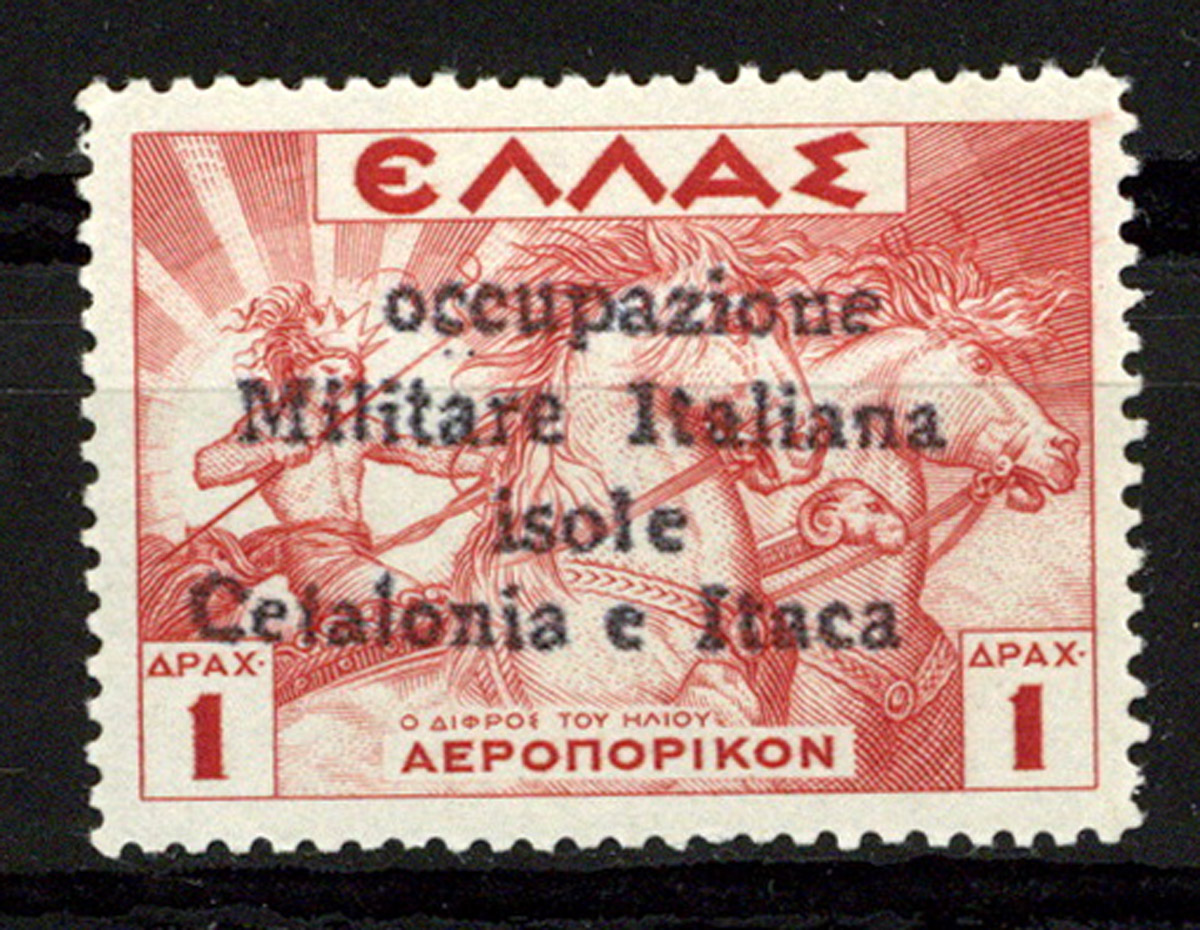 ΕΛΛΑΣ
occupazione
Militare Italiana
isole
Cefalonia e Itaca
ΔΡΑΧ·
1
ΔΡΑΧ·
1
Ο ΔΙΦΡΟΣ ΤΟΥ ΗΛΙΟΥ
ΑΕΡΟΠΟΡΙΚΟΝ